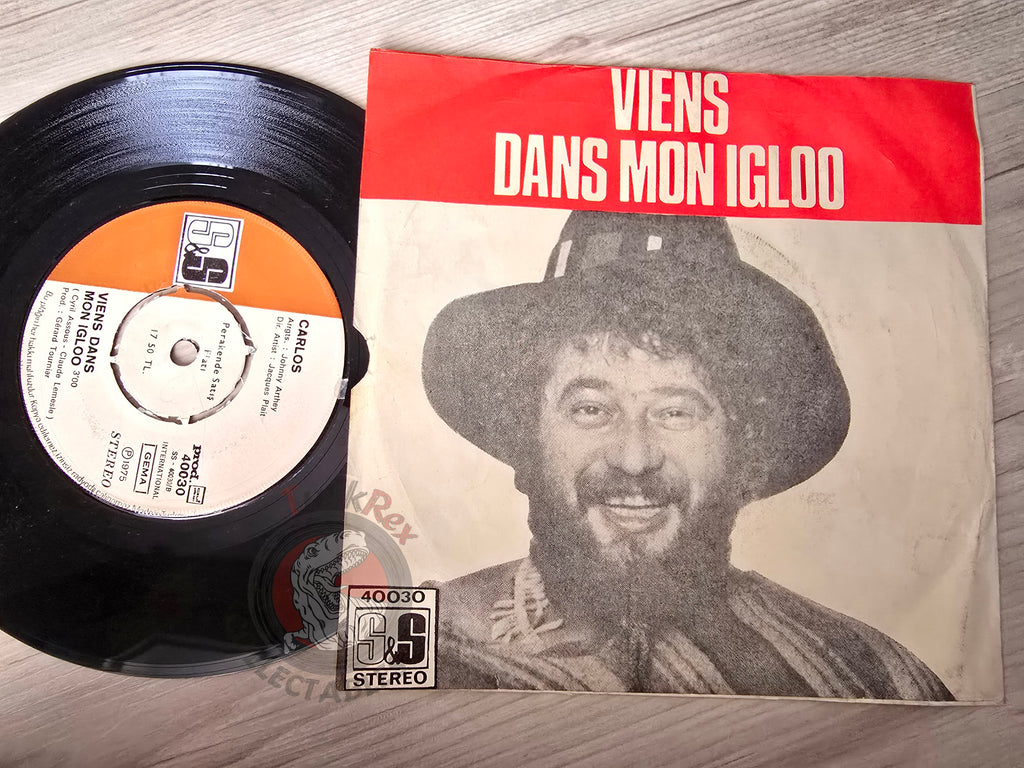 VIENS
DANS MON IGLOO
40030
S&S
STEREO
S&S
VIENS DANS
MON IGLOO 3'00
( Cyril Assous - Claude Lemesle )
Prod. : Gérard Tournier
CARLOS
Arrgts. : Johnny Arthey
Dir. Artist : Jacques Plait
Perakende Satış
Fiatı
17 50 TL.
prod
40030
SS - 40030/B
INTERNATIONAL
GEMA
℗ 1975
STEREO
Rex